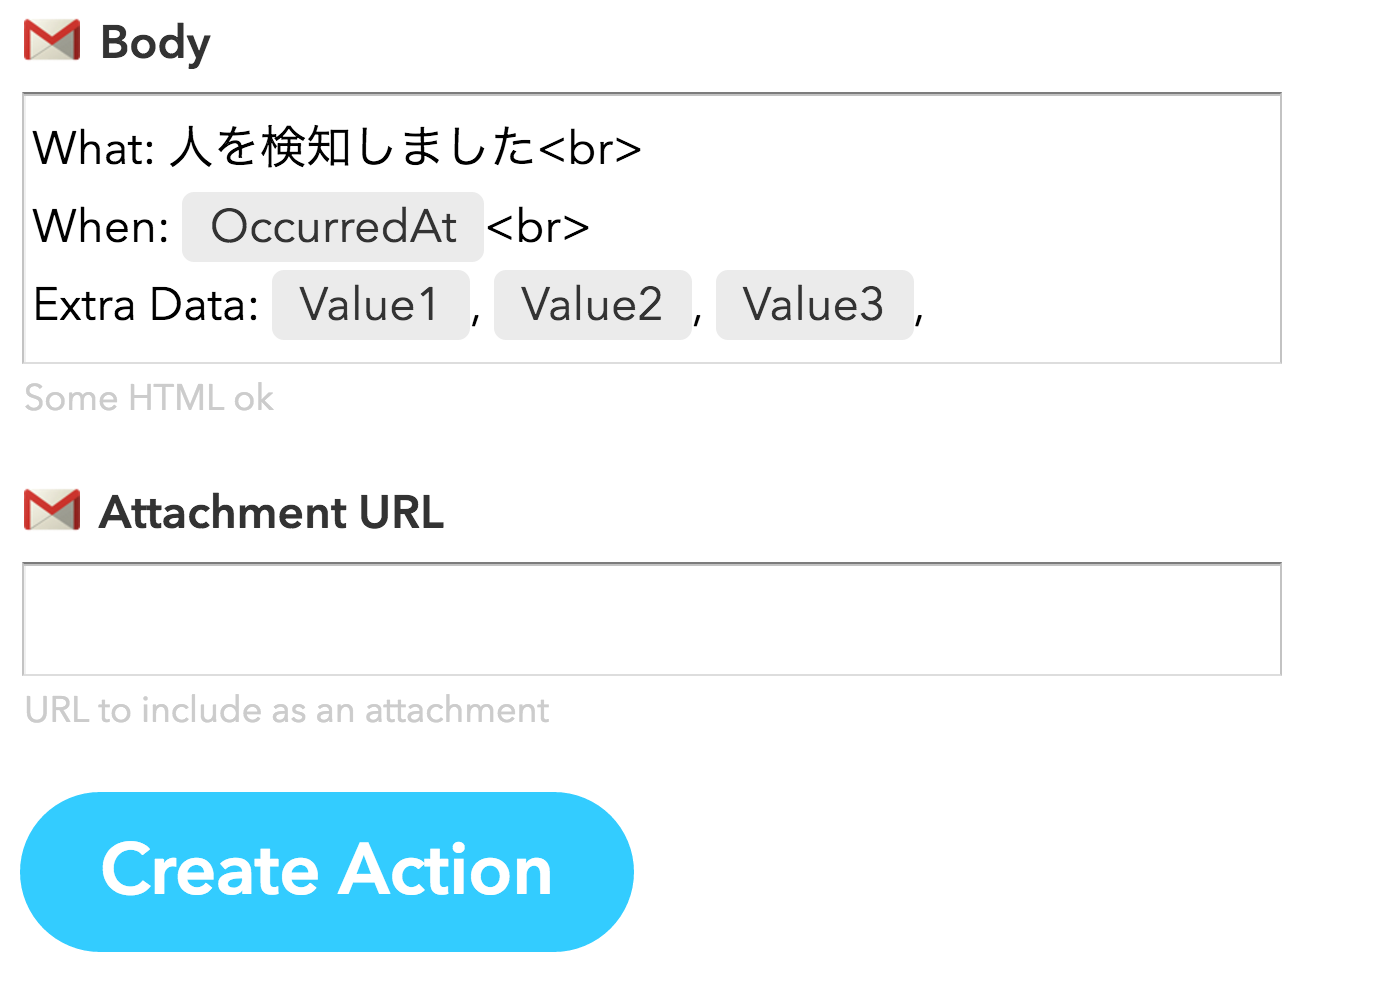 Body
What: 人を検知しました<br>
When: OccurredAt <br>
Extra Data: Value1 , Value2 , Value3 ,
Some HTML ok
Attachment URL
URL to include as an attachment
Create Action